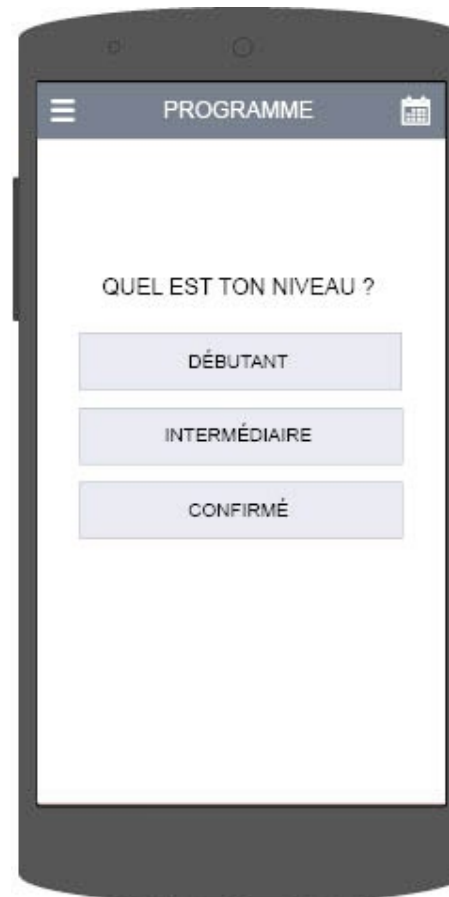 PROGRAMME
QUEL EST TON NIVEAU ?
DÉBUTANT
INTERMÉDIAIRE
CONFIRMÉ